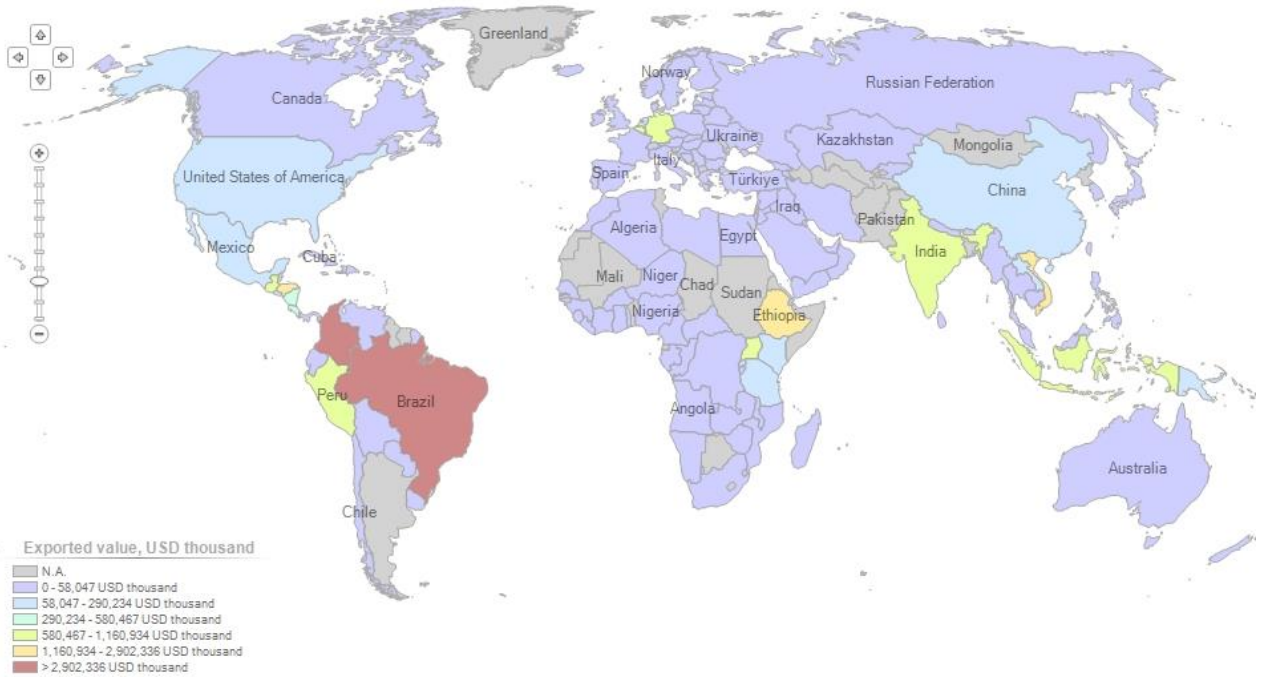 Greenland
Norway
Russian Federation
Canada
Ukraine
Kazakhstan
Mongolia
Italy
Spain
Türkiye
United States of America
China
Iraq
Pakistan
Algeria
Egypt
Mexico
India
Cuba
Mali
Niger
Chad
Sudan
Nigeria
Ethiopia
Peru
Brazil
Angola
Australia
Chile
Exported value, USD thousand
N.A.
0 - 58,047 USD thousand
58,047 - 290,234 USD thousand
290,234 - 580,467 USD thousand
580,467 - 1,160,934 USD thousand
1,160,934 - 2,902,336 USD thousand
> 2,902,336 USD thousand